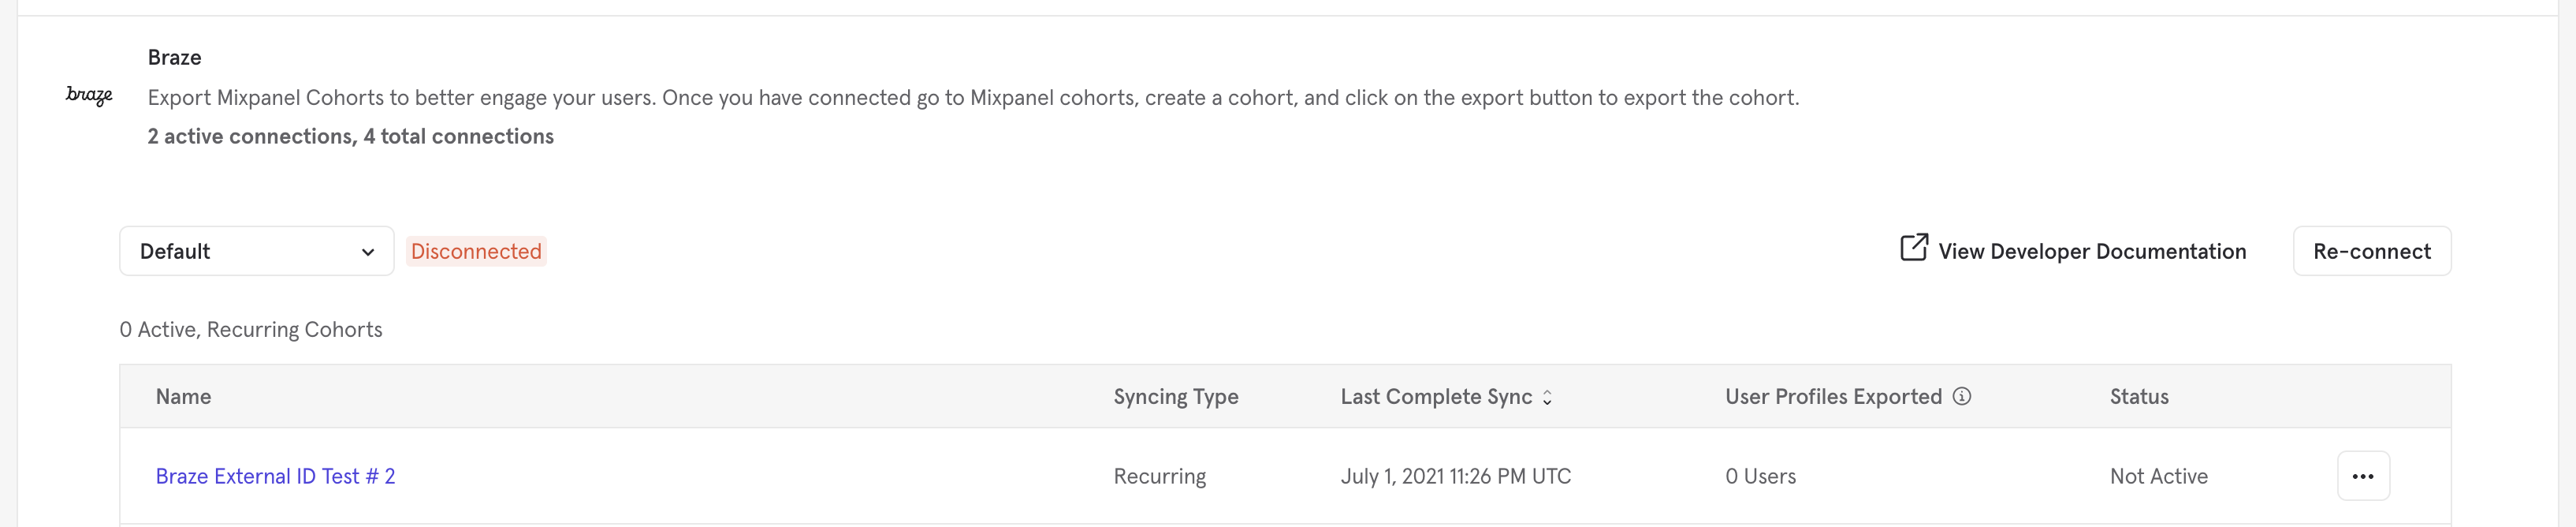 Braze
braze
Export Mixpanel Cohorts to better engage your users. Once you have connected go to Mixpanel cohorts, create a cohort, and click on the export button to export the cohort.
2 active connections, 4 total connections
Default
Disconnected
View Developer Documentation
Re-connect
0 Active, Recurring Cohorts
Name
Syncing Type
Last Complete Sync
User Profiles Exported
Status
Braze External ID Test # 2
Recurring
July 1, 2021 11:26 PM UTC
0 Users
Not Active